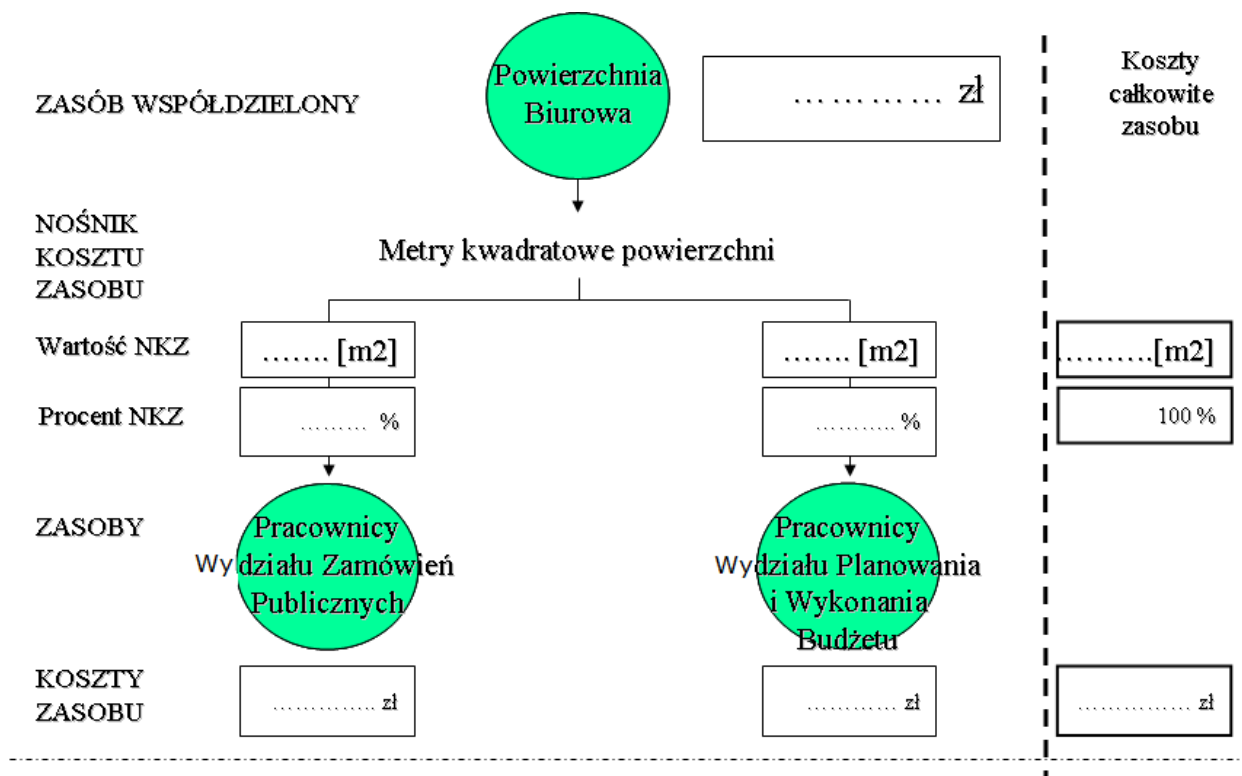 Powierzchnia
Biurowa
ZASÓB WSPÓŁDZIELONY
………… zł
Koszty
całkowite
zasobu
NOŚNIK
KOSZTU
ZASOBU
Metry kwadratowe powierzchni
Wartość NKZ
……. [m2]
……. [m2]
……….[m2]
Procent NKZ
……… %
……….. %
100 %
ZASOBY
Pracownicy
Wydziału Zamówień
Publicznych
Pracownicy
Wydziału Planowania
i Wykonania
Budżetu
KOSZTY
ZASOBU
………….. zł
………… zł
…………… zł